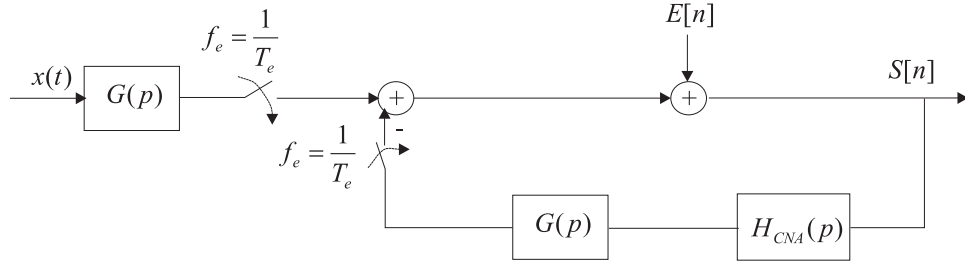 x(t)
G(p)
f_e = 1/T_e
+
-
f_e = 1/T_e
E[n]
+
S[n]
G(p)
H_CNA(p)